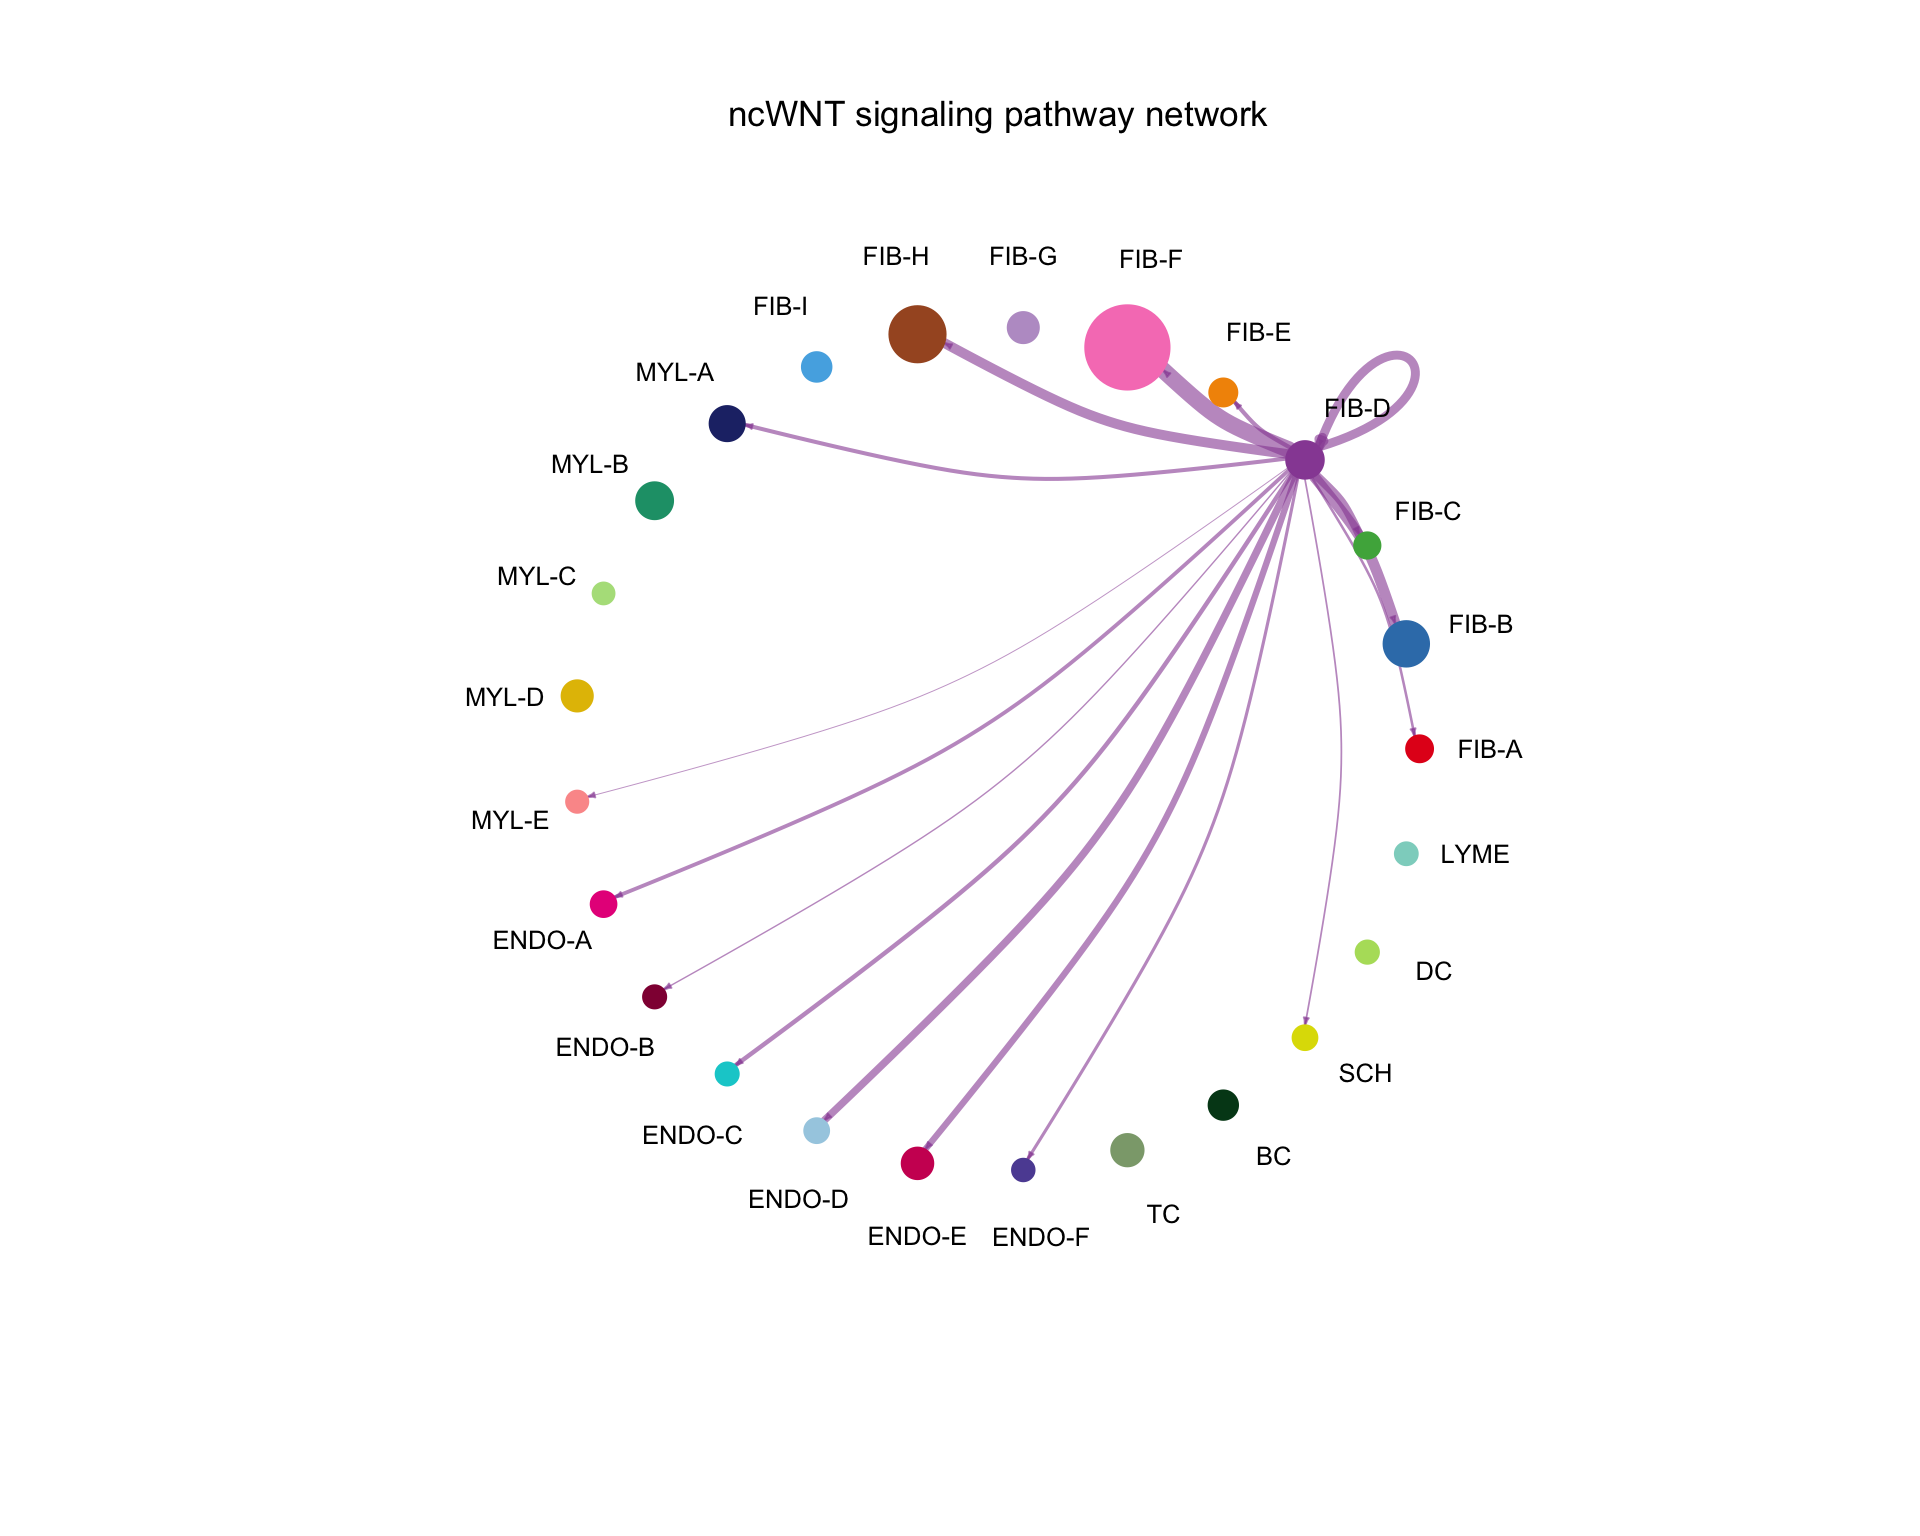 ncWNT signaling pathway network
FIB-H
FIB-G
FIB-F
FIB-I
FIB-E
MYL-A
FIB-D
MYL-B
FIB-C
MYL-C
FIB-B
MYL-D
FIB-A
MYL-E
LYME
ENDO-A
DC
ENDO-B
SCH
ENDO-C
BC
ENDO-D
TC
ENDO-E
ENDO-F